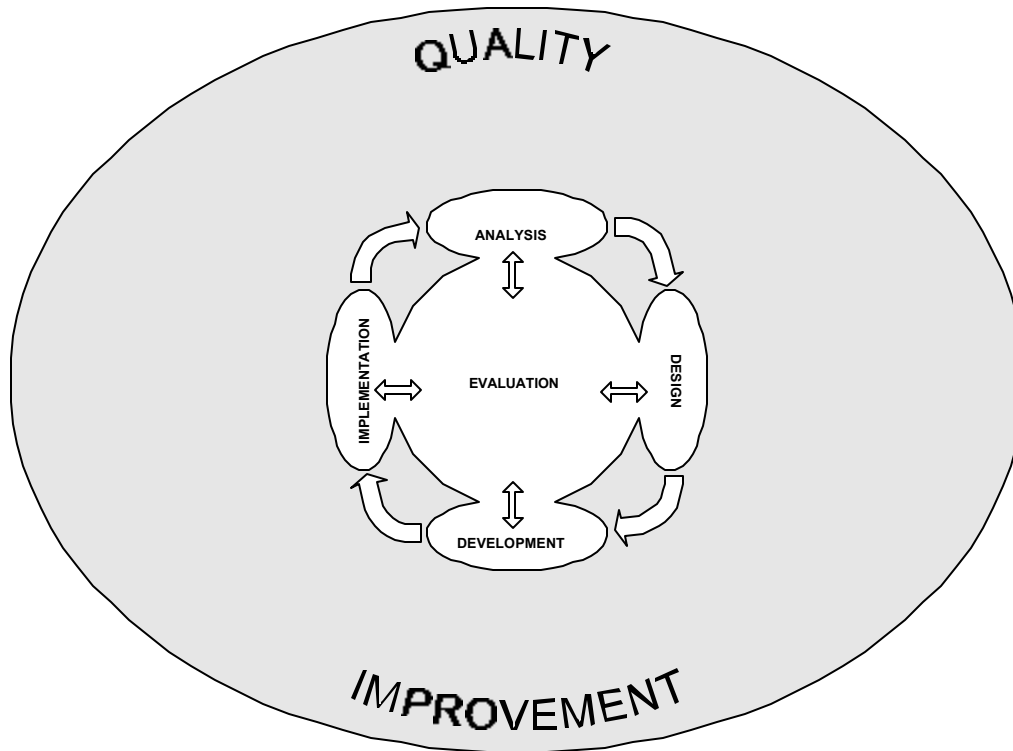 QUALITY
ANALYSIS
IMPLEMENTATION
EVALUATION
DESIGN
DEVELOPMENT
IMPROVEMENT